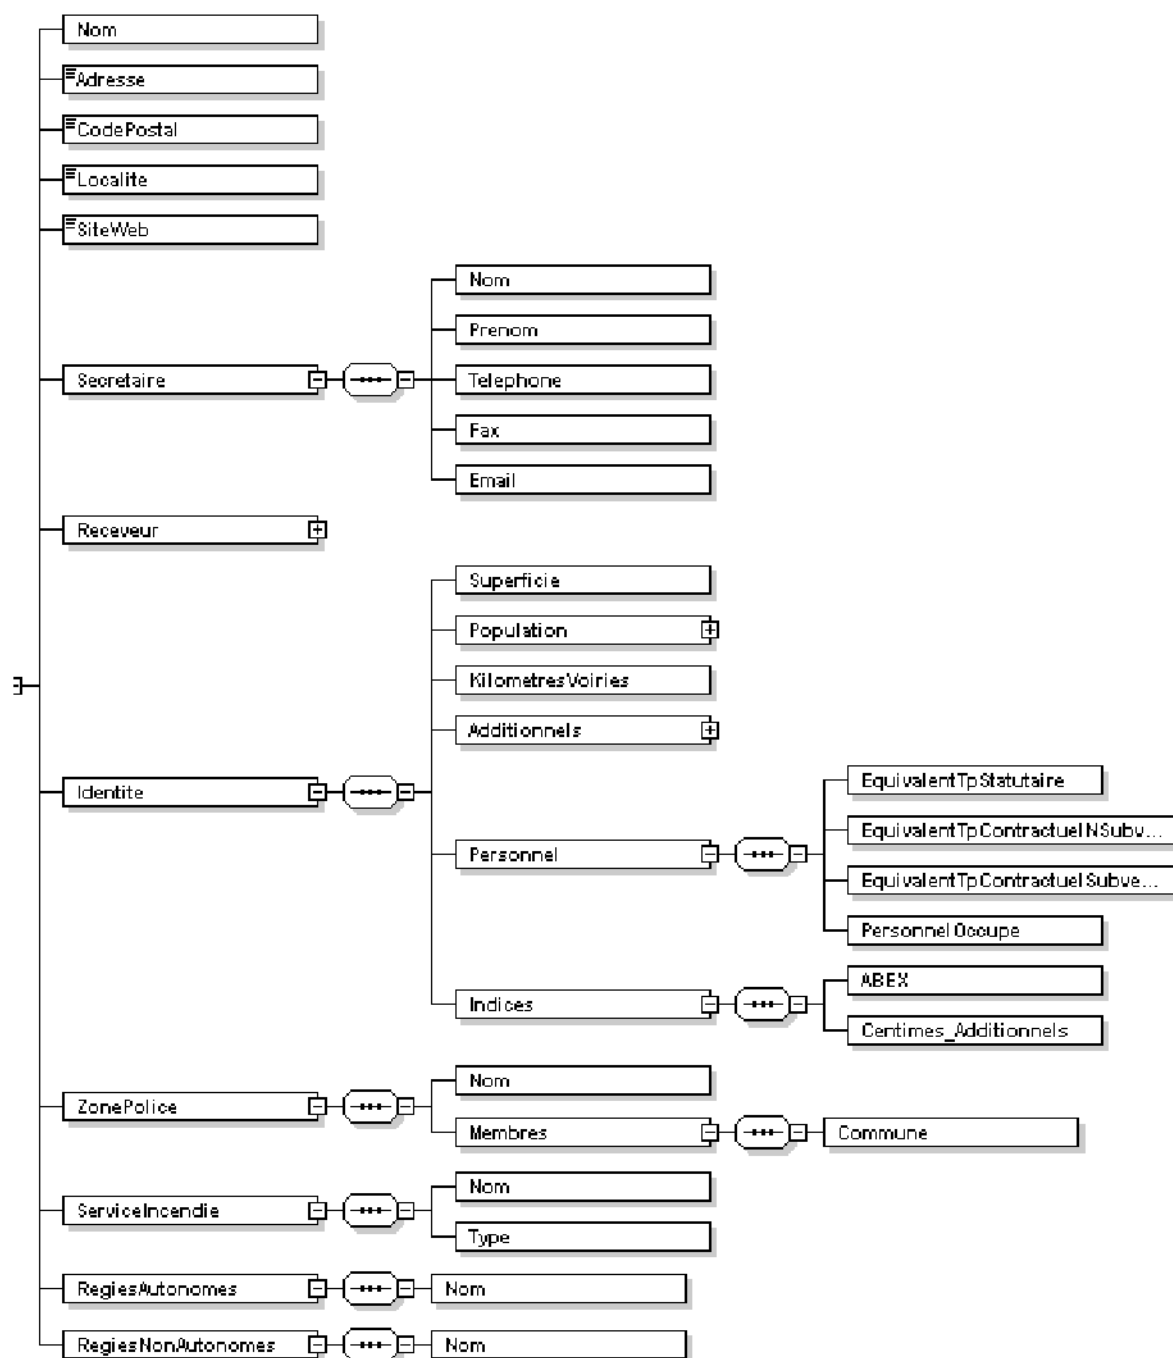 Nom
Adresse
CodePostal
Localite
SiteWeb
Nom
Prenom
Secretaire
Telephone
Fax
Email
Receveur
Superficie
Population
KilometresVoiries
Additionnels
Identite
EquivalentTpStatutaire
EquivalentTpContractuelNSubv...
Personnel
EquivalentTpContractuelSubve...
PersonnelOccupe
ABEX
Indices
Centimes_Additionnels
Nom
ZonePolice
Membres
Commune
Nom
ServiceIncendie
Type
RegiesAutonomes
Nom
RegiesNonAutonomes
Nom